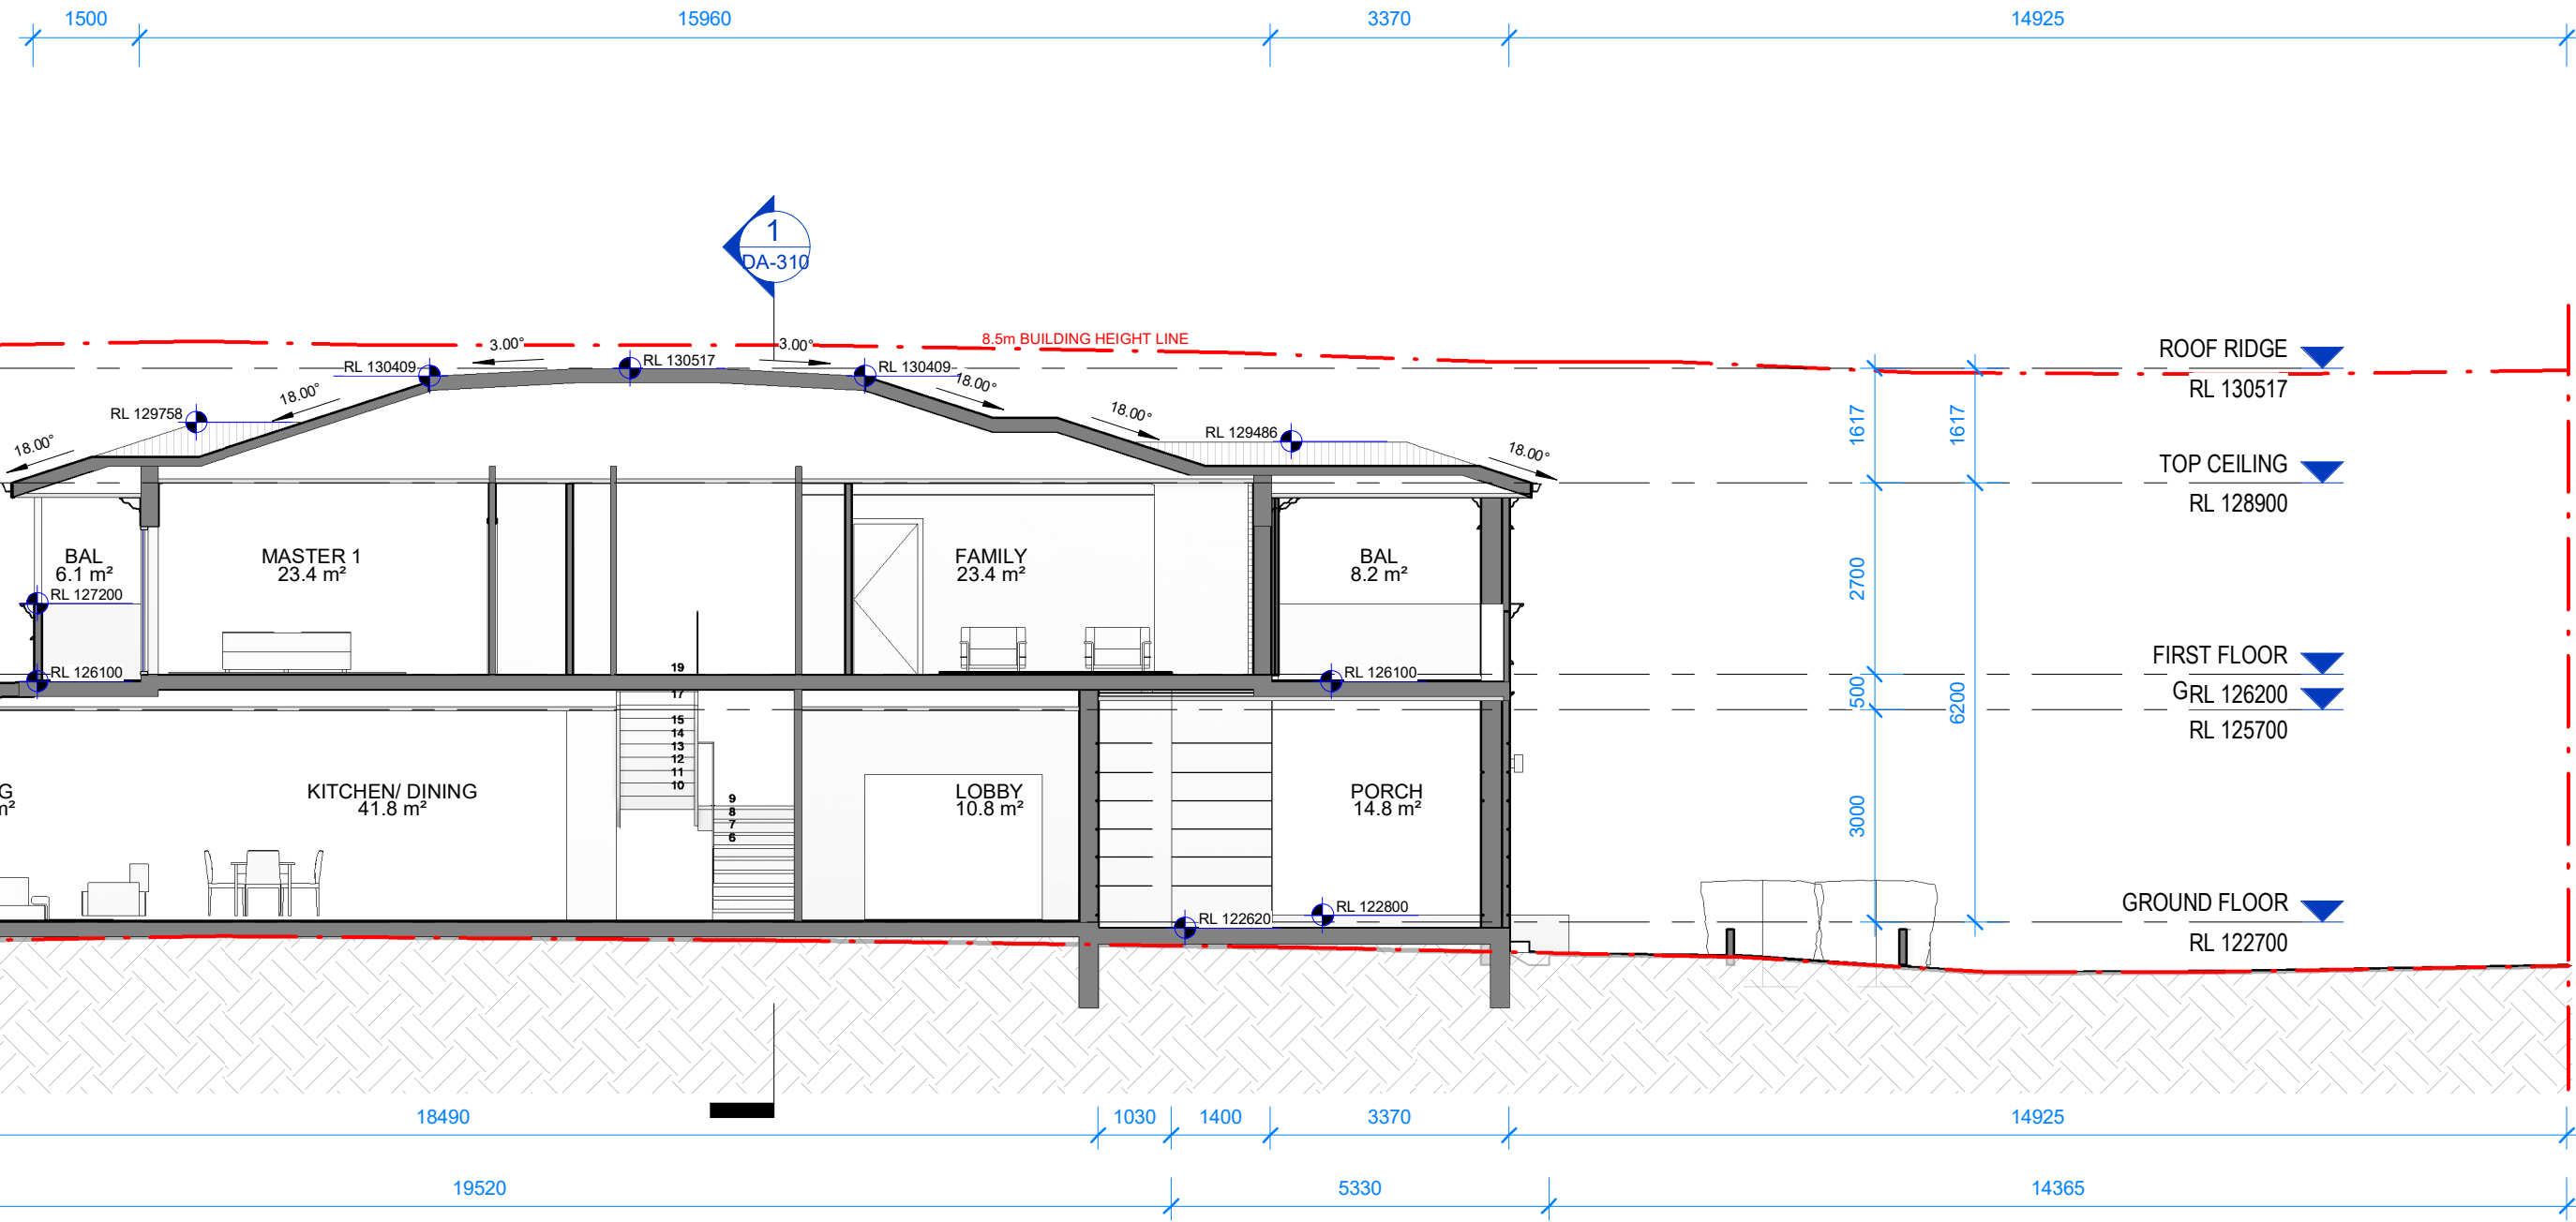 1500
15960
3370
14925
1
DA-310
8.5m BUILDING HEIGHT LINE
3.00°
3.00°
RL 130409
RL 130517
RL 130409
ROOF RIDGE
RL 130517
18.00°
18.00°
18.00°
18.00°
18.00°
RL 129758
RL 129486
1617
1617
TOP CEILING
RL 128900
BAL
6.1 m²
MASTER 1
23.4 m²
FAMILY
23.4 m²
BAL
8.2 m²
2700
RL 127200
RL 126100
RL 126100
FIRST FLOOR
GRL 126200
RL 125700
500
6200
19
17
15
14
13
12
11
10
9
8
7
6
G
m²
KITCHEN/ DINING
41.8 m²
LOBBY
10.8 m²
PORCH
14.8 m²
3000
RL 122620
RL 122800
GROUND FLOOR
RL 122700
18490
1030
1400
3370
14925
19520
5330
14365